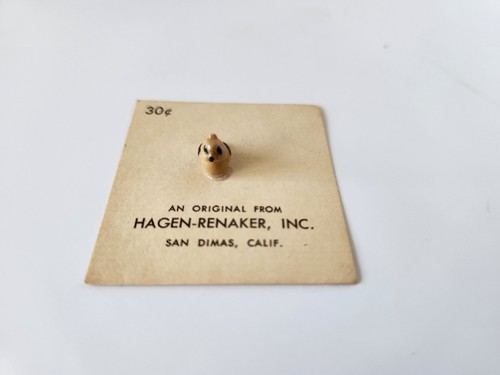 30¢
AN ORIGINAL FROM
HAGEN-RENAKER, INC.
SAN DIMAS, CALIF.